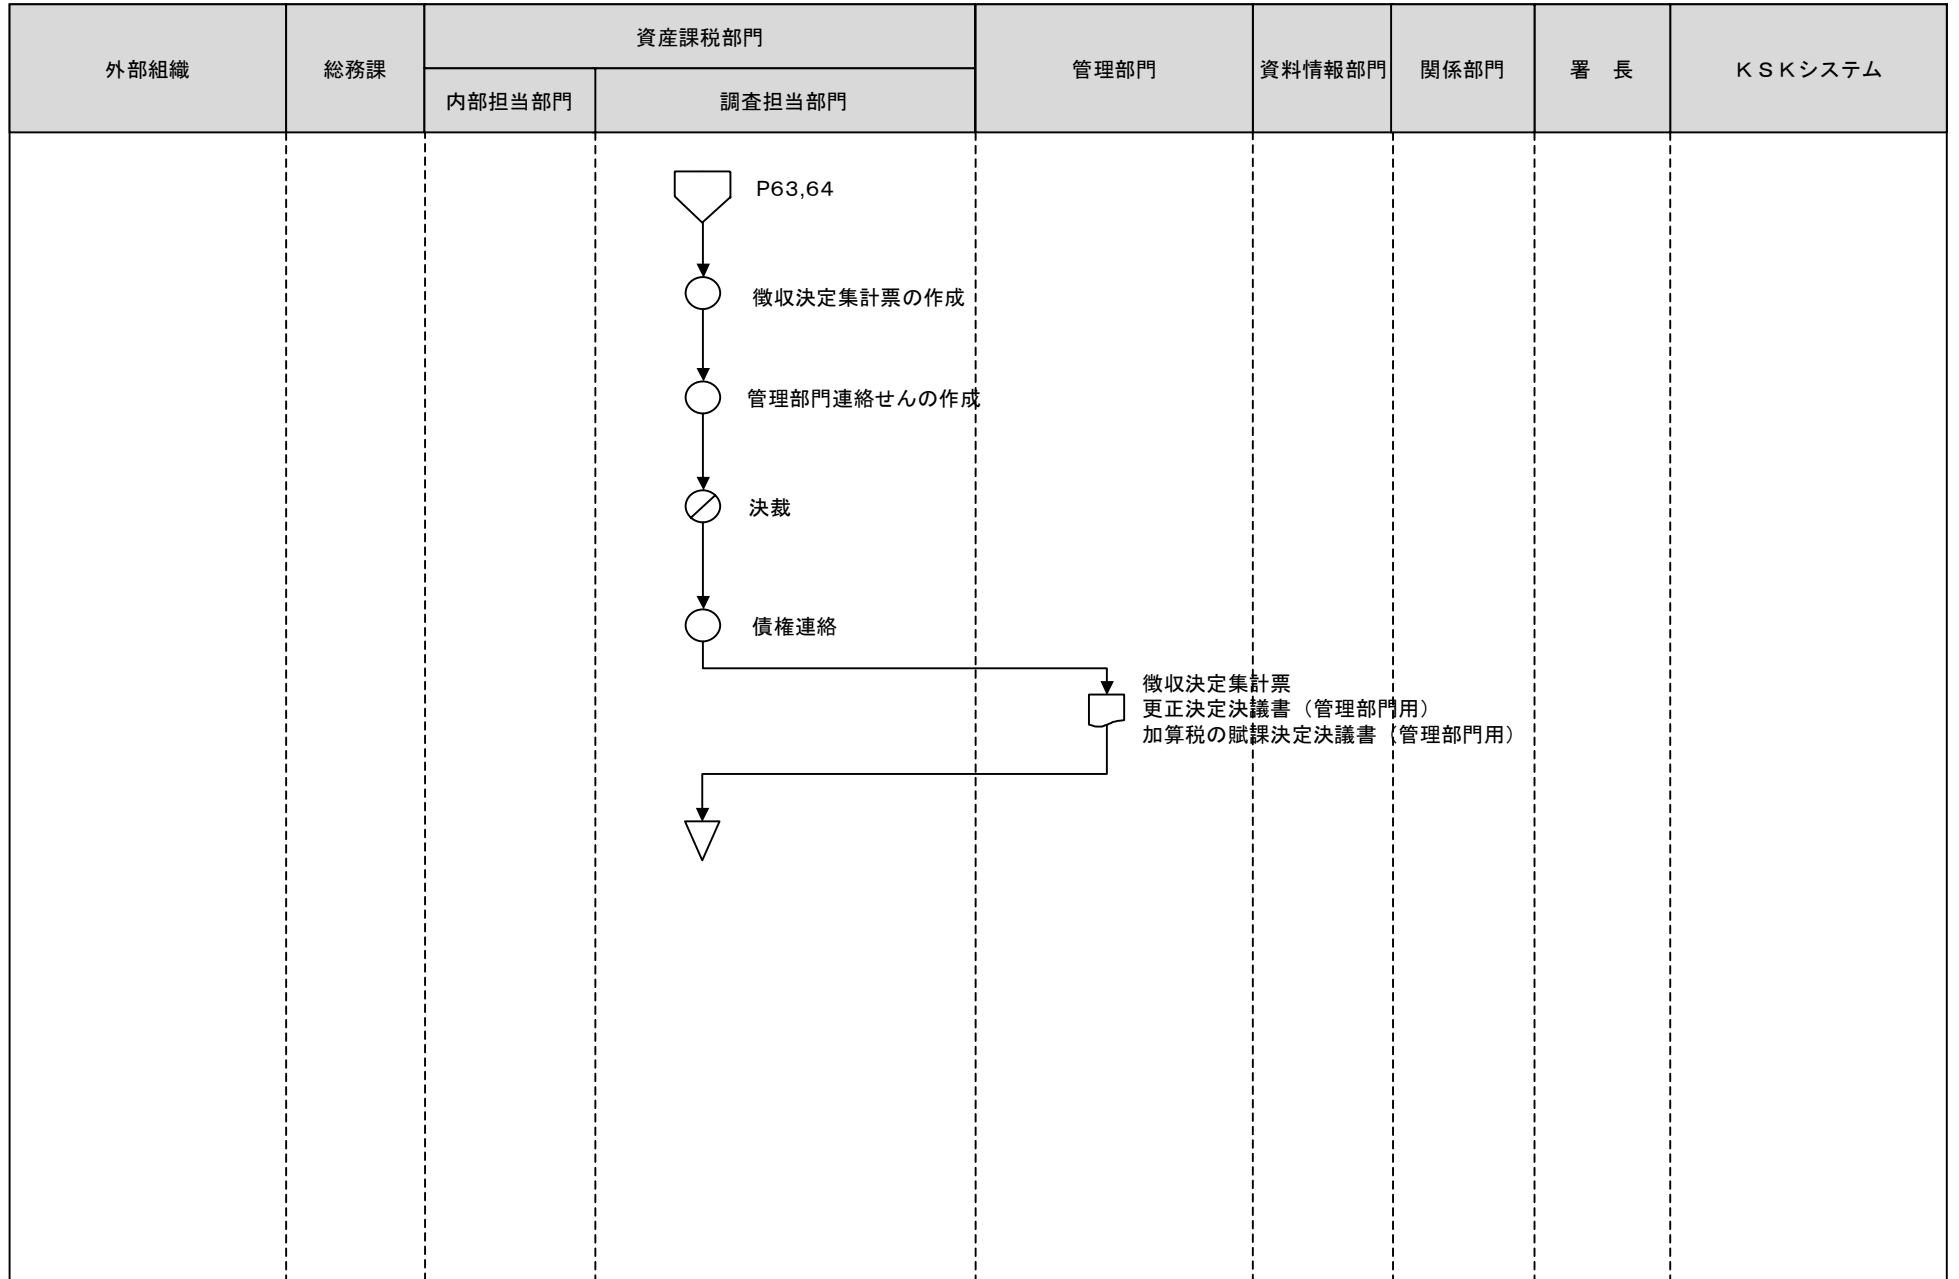 外部組織
総務課
資産課税部門
内部担当部門
調査担当部門
管理部門
資料情報部門
関係部門
署　長
ＫＳＫシステム
P63,64
徴収決定集計票の作成
管理部門連絡せんの作成
決裁
債権連絡
徴収決定集計票
更正決定決議書（管理部門用）
加算税の賦課決定決議書（管理部門用）